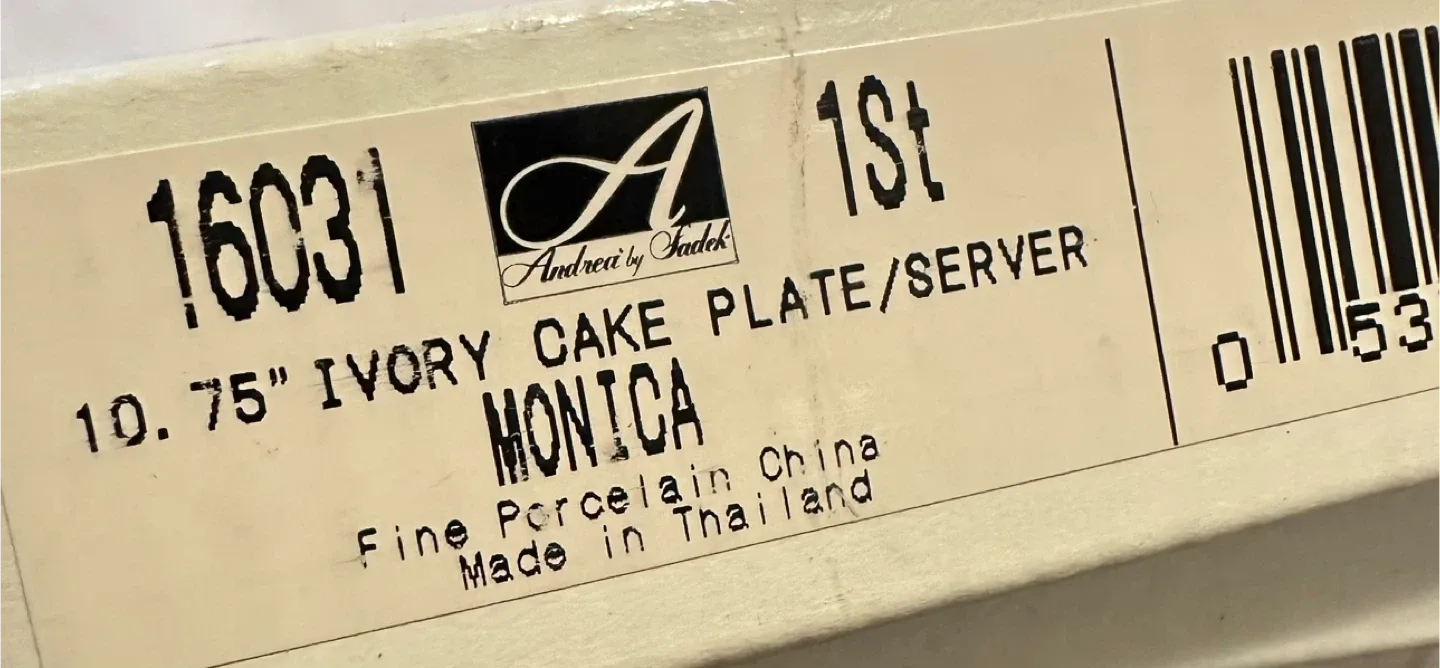 16031
A
Andrea by Sadek
1St
10.75" IVORY CAKE PLATE/SERVER
MONICA
Fine Porcelain China
Made in Thailand
0 53